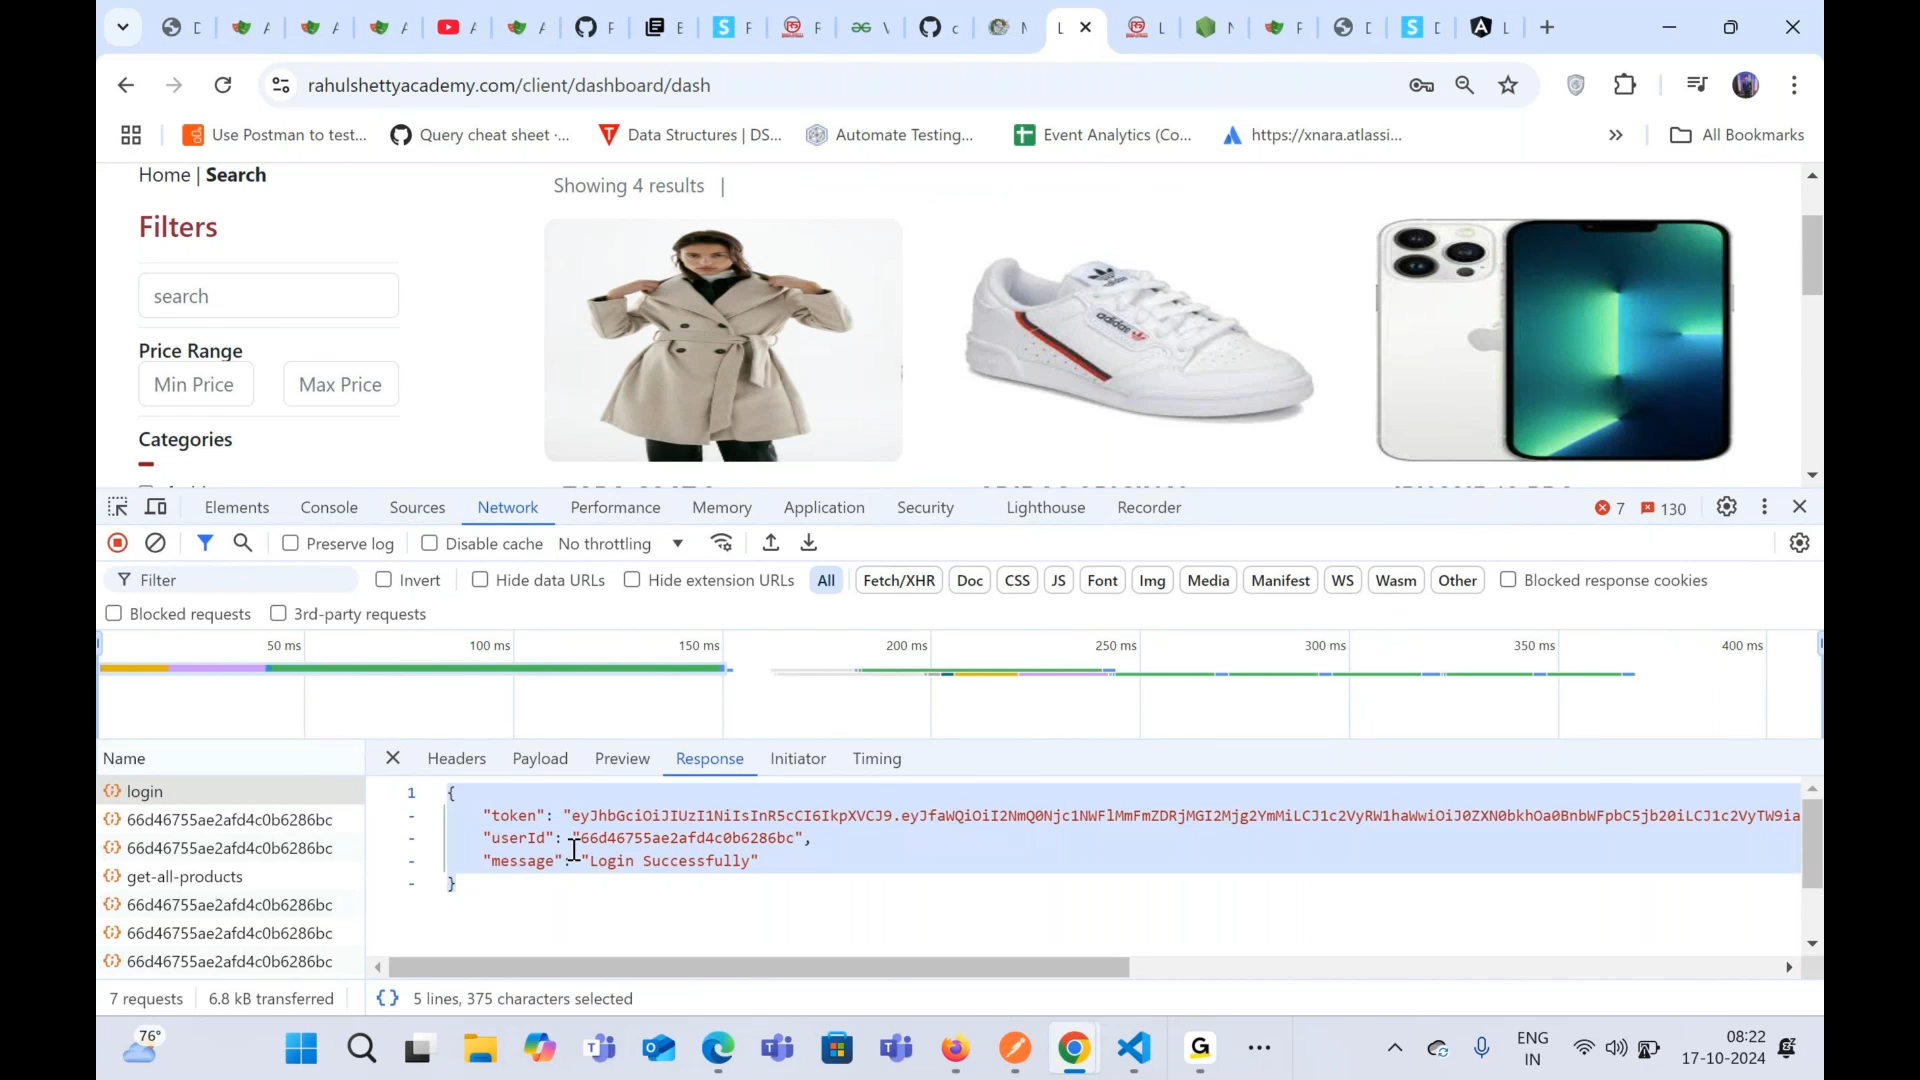 D
A
A
A
A
A
F
E
F
F
V
c
N
L
L
N
F
D
D
L
rahulshettyacademy.com/client/dashboard/dash
Use Postman to test...
Query cheat sheet ·...
Data Structures | DS...
Automate Testing...
Event Analytics (Co...
https://xnara.atlassi...
All Bookmarks
Home | Search
Showing 4 results |
Filters
search
Price Range
Min Price
Max Price
Categories
adidas
Elements
Console
Sources
Network
Performance
Memory
Application
Security
Lighthouse
Recorder
7
130
Preserve log
Disable cache
No throttling
Filter
Invert
Hide data URLs
Hide extension URLs
All
Fetch/XHR
Doc
CSS
JS
Font
Img
Media
Manifest
WS
Wasm
Other
Blocked response cookies
Blocked requests
3rd-party requests
50 ms
100 ms
150 ms
200 ms
250 ms
300 ms
350 ms
400 ms
Name
Headers
Payload
Preview
Response
Initiator
Timing
login
66d46755ae2afd4c0b6286bc
66d46755ae2afd4c0b6286bc
get-all-products
66d46755ae2afd4c0b6286bc
66d46755ae2afd4c0b6286bc
66d46755ae2afd4c0b6286bc
1 {
- "token": "eyJhbGciOiJIUzI1NiIsInR5cCI6IkpXVCJ9.eyJfaWQiOiI2NmQ0Njc1NWFlMmFmZDRjMGI2Mjg2YmMiLCJ1c2VyRW1haWwiOiJ0ZXN0bkhOa0BnbWFpbC5jb20iLCJ1c2VyTW9ia
- "userId": "66d46755ae2afd4c0b6286bc",
- "message": "Login Successfully"
- }
7 requests
6.8 kB transferred
{} 5 lines, 375 characters selected
76°
ENG
IN
08:22
17-10-2024